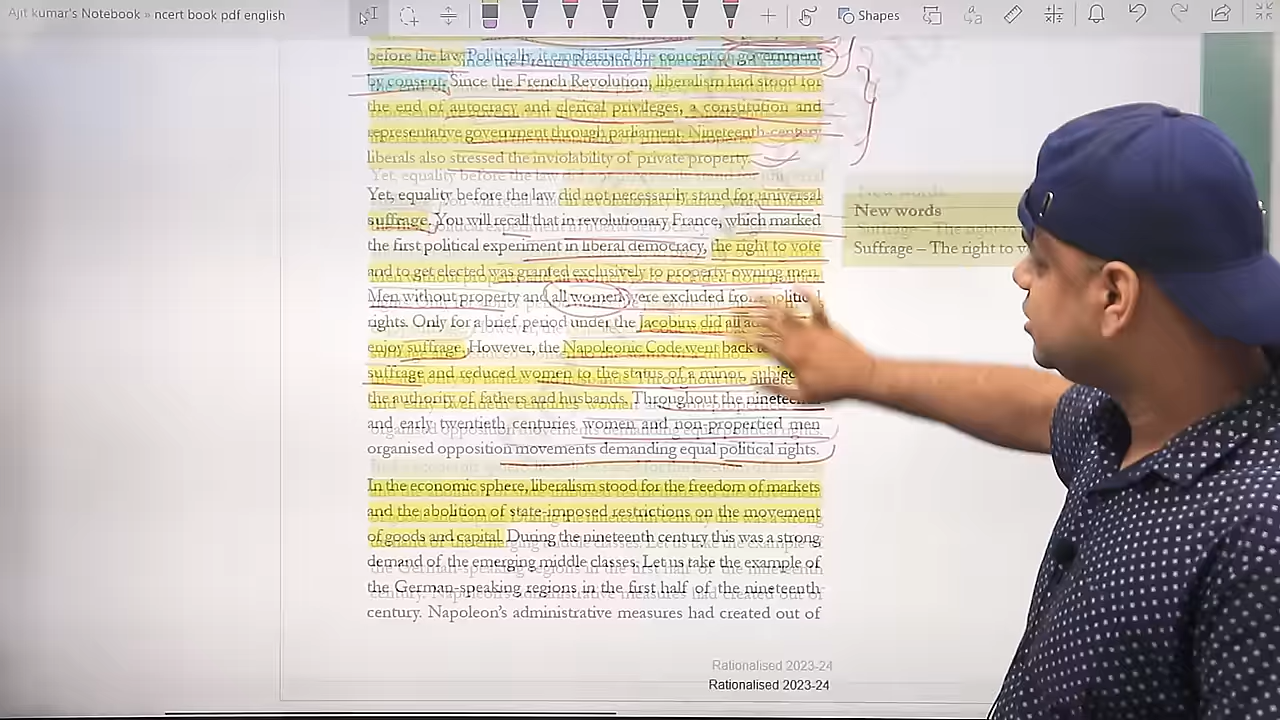 Ajit kumar's Notebook » ncert book pdf english
Shapes
before the law. Politically, it emphasised the concept of government
by consent. Since the French Revolution, liberalism had stood for
the end of autocracy and clerical privileges, a constitution and
representative government through parliament. Nineteenth-century
liberals also stressed the inviolability of private property.
Yet, equality before the law did not necessarily stand for universal
suffrage. You will recall that in revolutionary France, which marked
the first political experiment in liberal democracy, the right to vote
and to get elected was granted exclusively to property-owning men.
Men without property and all women were excluded from
rights. Only for a brief period under the Jacobins did all
enjoy suffrage. However, the Napoleonic Code went back
suffrage and reduced women to the status of a minor,
the authority of fathers and husbands. Throughout the nineteenth
and early twentieth centuries women and non-propertied men
organised opposition movements demanding equal political rights.
In the economic sphere, liberalism stood for the freedom of markets
and the abolition of state-imposed restrictions on the movement
of goods and capital. During the nineteenth century this was a strong
demand of the emerging middle classes. Let us take the example of
the German-speaking regions in the first half of the nineteenth
century. Napoleon's administrative measures had created out of
New words
Suffrage – The right to v
Rationalised 2023-24
Rationalised 2023-24